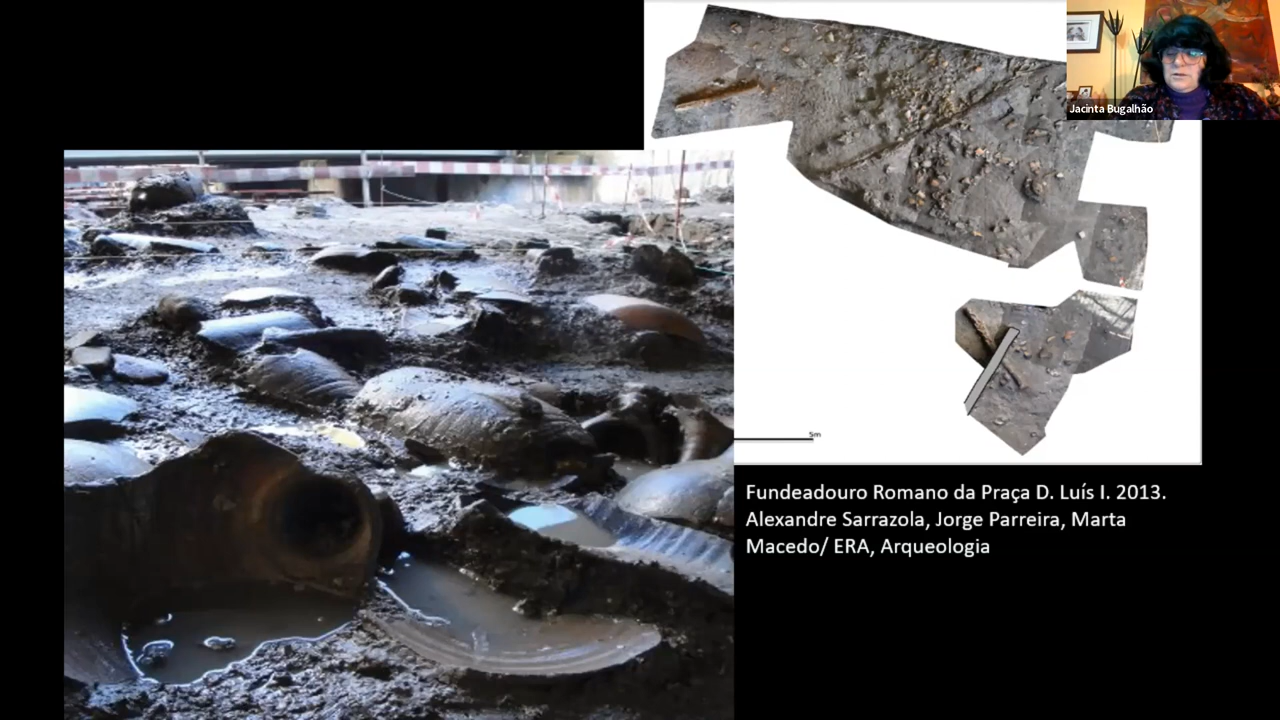 Jacinta Bugalhão
5m
Fundeadouro Romano da Praça D. Luís I. 2013.
Alexandre Sarrazola, Jorge Parreira, Marta
Macedo/ ERA, Arqueologia